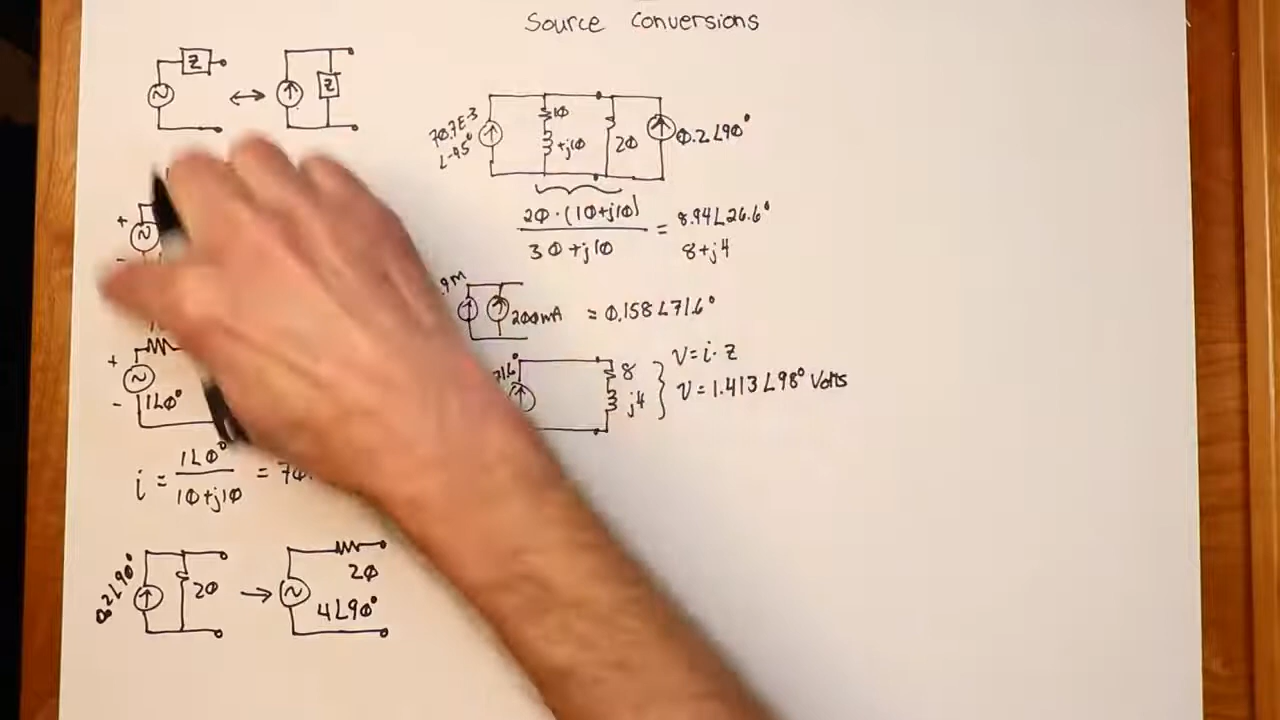 Source Conversions
Z
Z
+
-
+
-
1∠0°
i = 1∠0° / 10+j10 = 70.
0.2∠90°
20
20
4∠90°
70.7E-3
∠-45°
10
+j10
20
0.2∠90°
20·(10+j10) / 30+j10 = 8.94∠26.6°
8+j4
200mA = 0.158∠71.6°
8
j4
V=i·Z
V=1.413∠98° Volts